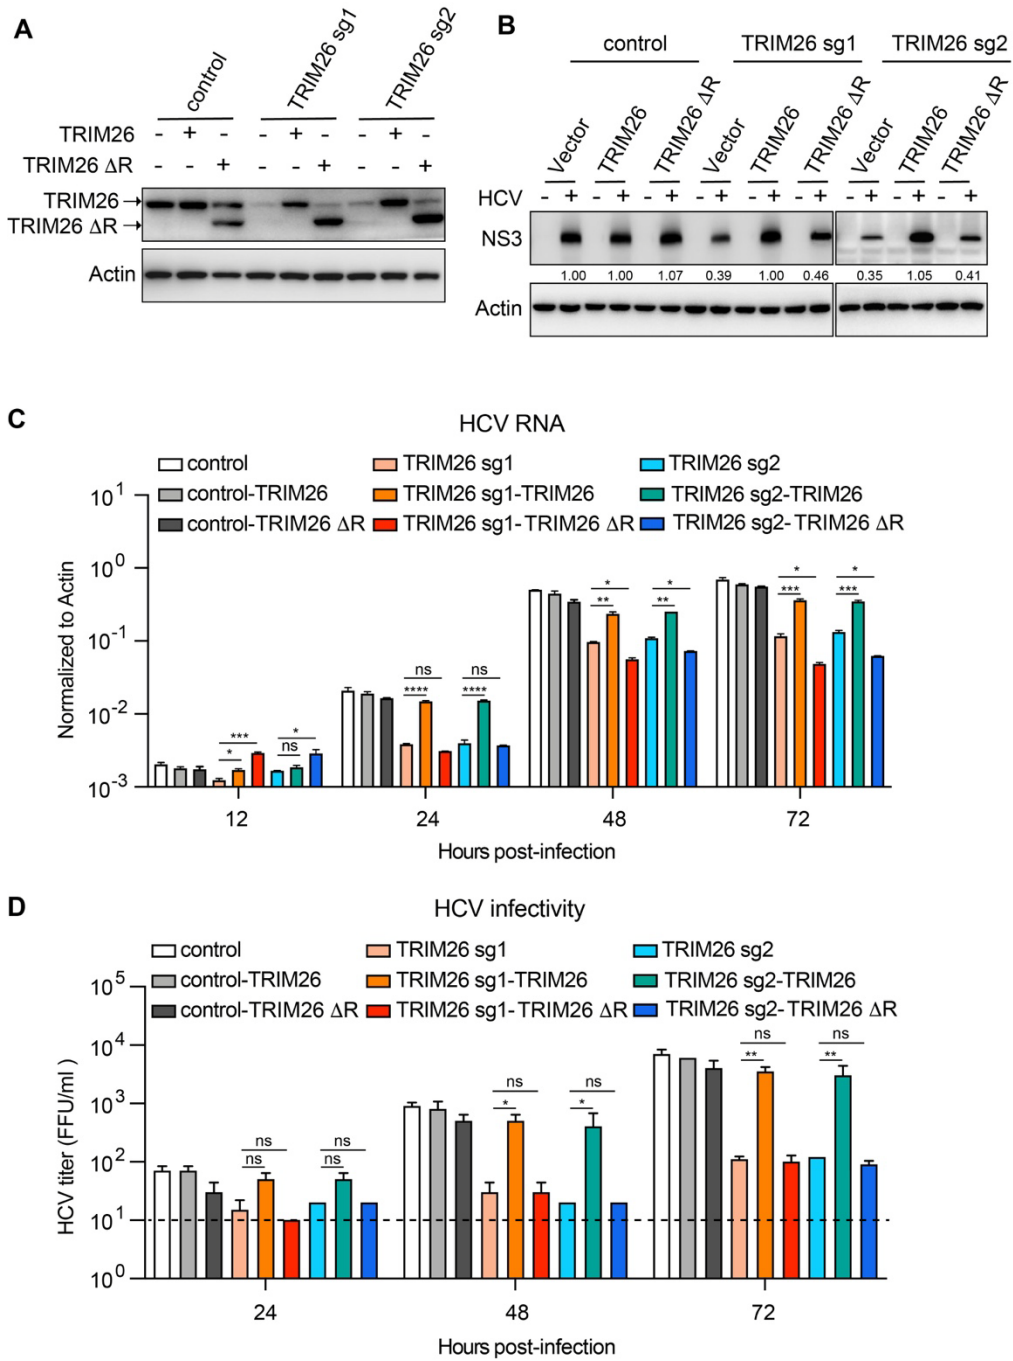 A
control
TRIM26 sg1
TRIM26 sg2
TRIM26 - + - - + - - + -
TRIM26 ΔR - - + - - + - - +
TRIM26
TRIM26 ΔR
Actin
B
control TRIM26 sg1 TRIM26 sg2
Vector TRIM26 TRIM26 ΔR Vector TRIM26 TRIM26 ΔR Vector TRIM26 TRIM26 ΔR
HCV - + - + - + - + - + - + - + - + - +
NS3
1.00 1.00 1.07 0.39 1.00 0.46 0.35 1.05 0.41
Actin
C
HCV RNA
control TRIM26 sg1 TRIM26 sg2
control-TRIM26 TRIM26 sg1-TRIM26 TRIM26 sg2-TRIM26
control-TRIM26 ΔR TRIM26 sg1-TRIM26 ΔR TRIM26 sg2- TRIM26 ΔR
Normalized to Actin
10¹
10⁰
10⁻¹
10⁻²
10⁻³
*** * * ns
ns **** ns ****
* ** * **
* *** * ***
12 24 48 72
Hours post-infection
D
HCV infectivity
control TRIM26 sg1 TRIM26 sg2
control-TRIM26 TRIM26 sg1-TRIM26 TRIM26 sg2-TRIM26
control-TRIM26 ΔR TRIM26 sg1-TRIM26 ΔR TRIM26 sg2-TRIM26 ΔR
HCV titer (FFU/ml )
10⁵
10⁴
10³
10²
10¹
10⁰
ns ns ns ns
ns * ns *
ns ** ns **
24 48 72
Hours post-infection